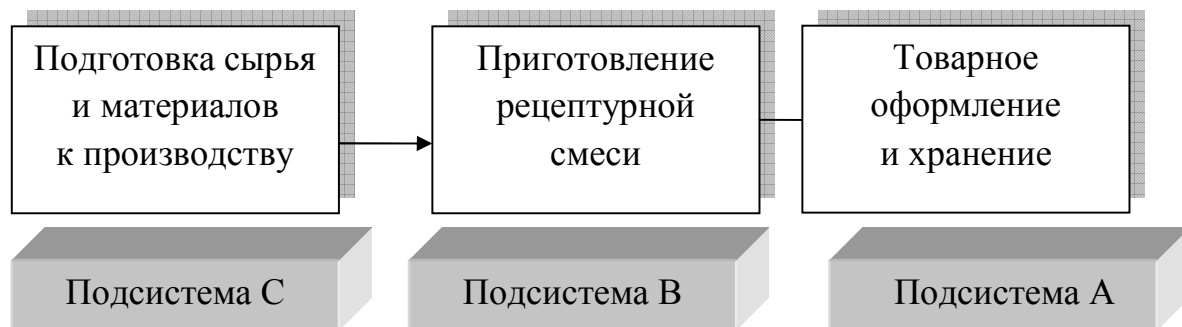 Подготовка сырья
и материалов
к производству
Приготовление
рецептурной
смеси
Товарное
оформление
и хранение
Подсистема С
Подсистема В
Подсистема А